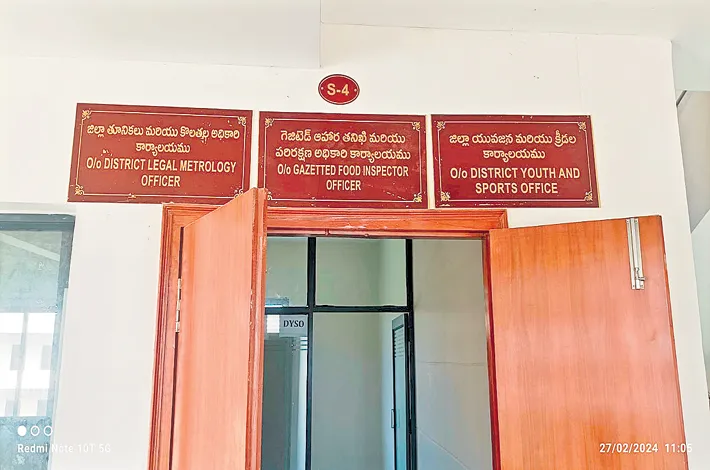 S-4
జిల్లా తూనికలు మరియు కొలతల అధికారి
కార్యాలయము
O/o DISTRICT LEGAL METROLOGY
OFFICER
గెజిటెడ్ ఆహార తనిఖీ మరియు
పరిరక్షణ అధికారి కార్యాలయము
O/o GAZETTED FOOD INSPECTOR
OFFICER
జిల్లా యువజన మరియు క్రీడల
కార్యాలయము
O/o DISTRICT YOUTH AND
SPORTS OFFICE
DYSO
Redmi Note 10T 5G
27/02/2024 11:05